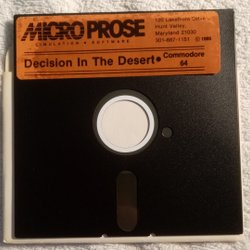 MICRO PROSE
SIMULATION • SOFTWARE
120 Lakefront Drive
Hunt Valley,
Maryland 21030
301-667-1151 © 1985
Decision In The Desert•
Commodore
64